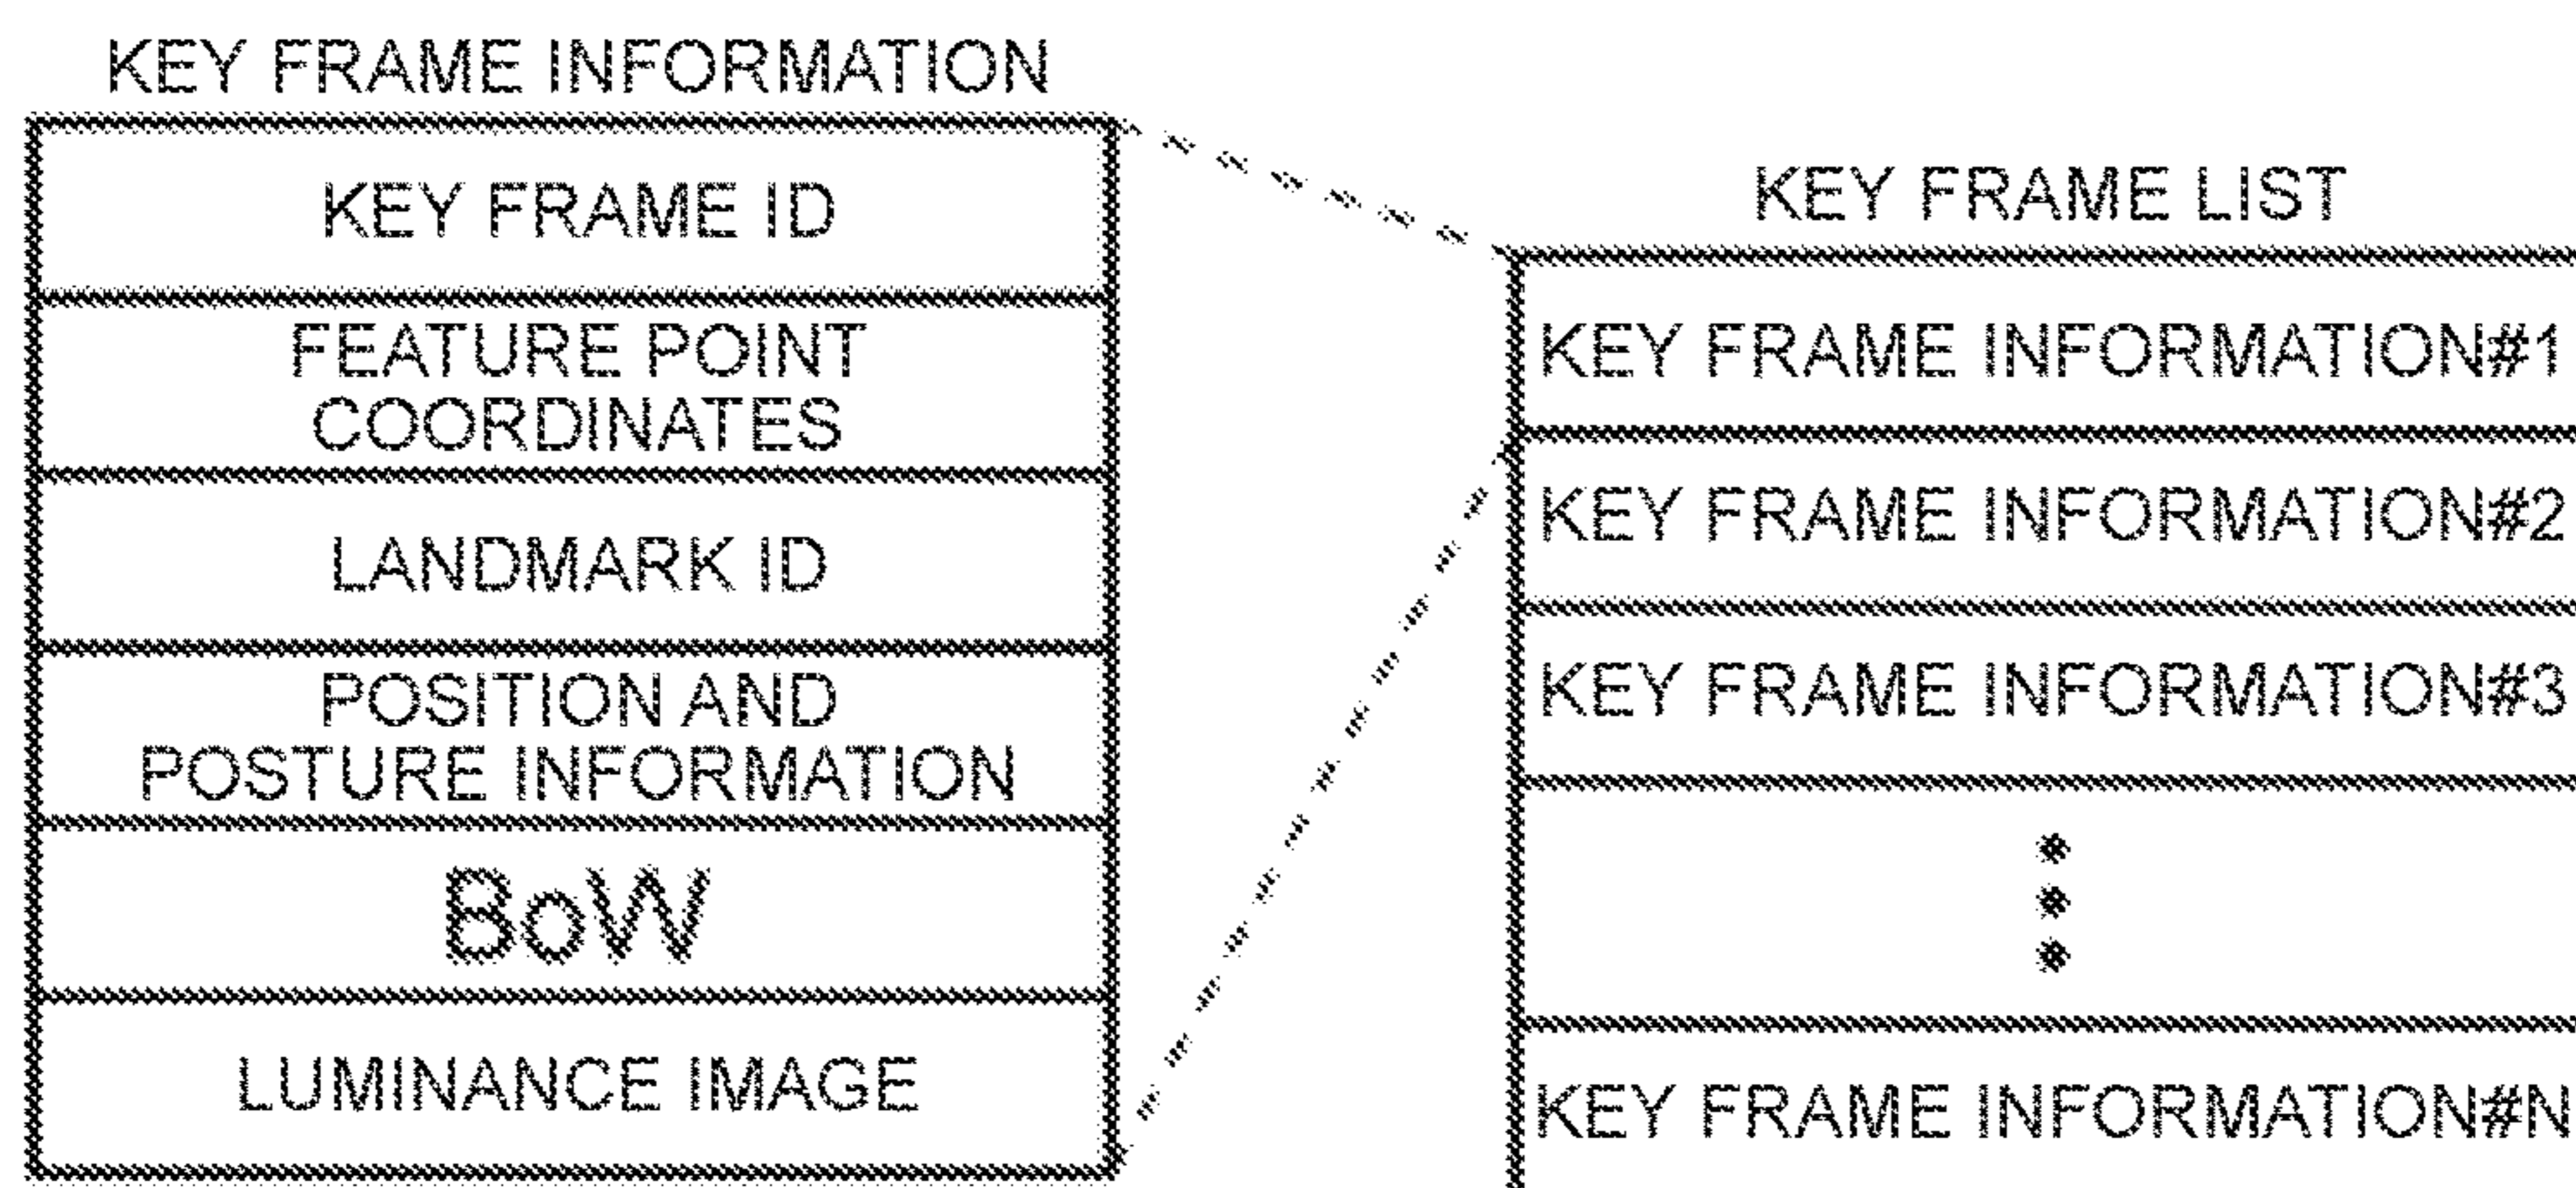 KEY FRAME INFORMATION
KEY FRAME ID
FEATURE POINT
COORDINATES
LANDMARK ID
POSITION AND
POSTURE INFORMATION
BoW
LUMINANCE IMAGE
KEY FRAME LIST
KEY FRAME INFORMATION#1
KEY FRAME INFORMATION#2
KEY FRAME INFORMATION#3
KEY FRAME INFORMATION#N